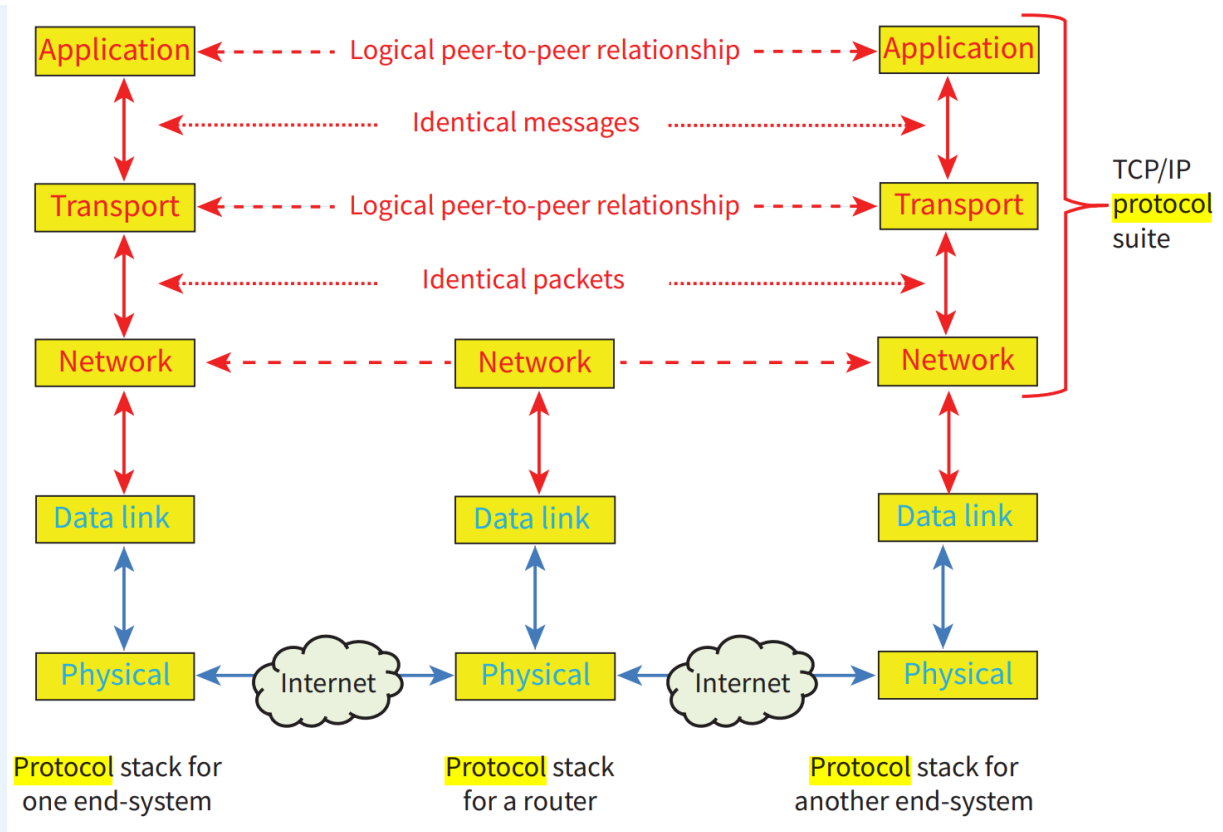 Application
Logical peer-to-peer relationship
Application
Identical messages
Transport
Logical peer-to-peer relationship
Transport
TCP/IP
protocol
suite
Identical packets
Network
Network
Network
Data link
Data link
Data link
Physical
Internet
Physical
Internet
Physical
Protocol stack for
one end-system
Protocol stack
for a router
Protocol stack for
another end-system